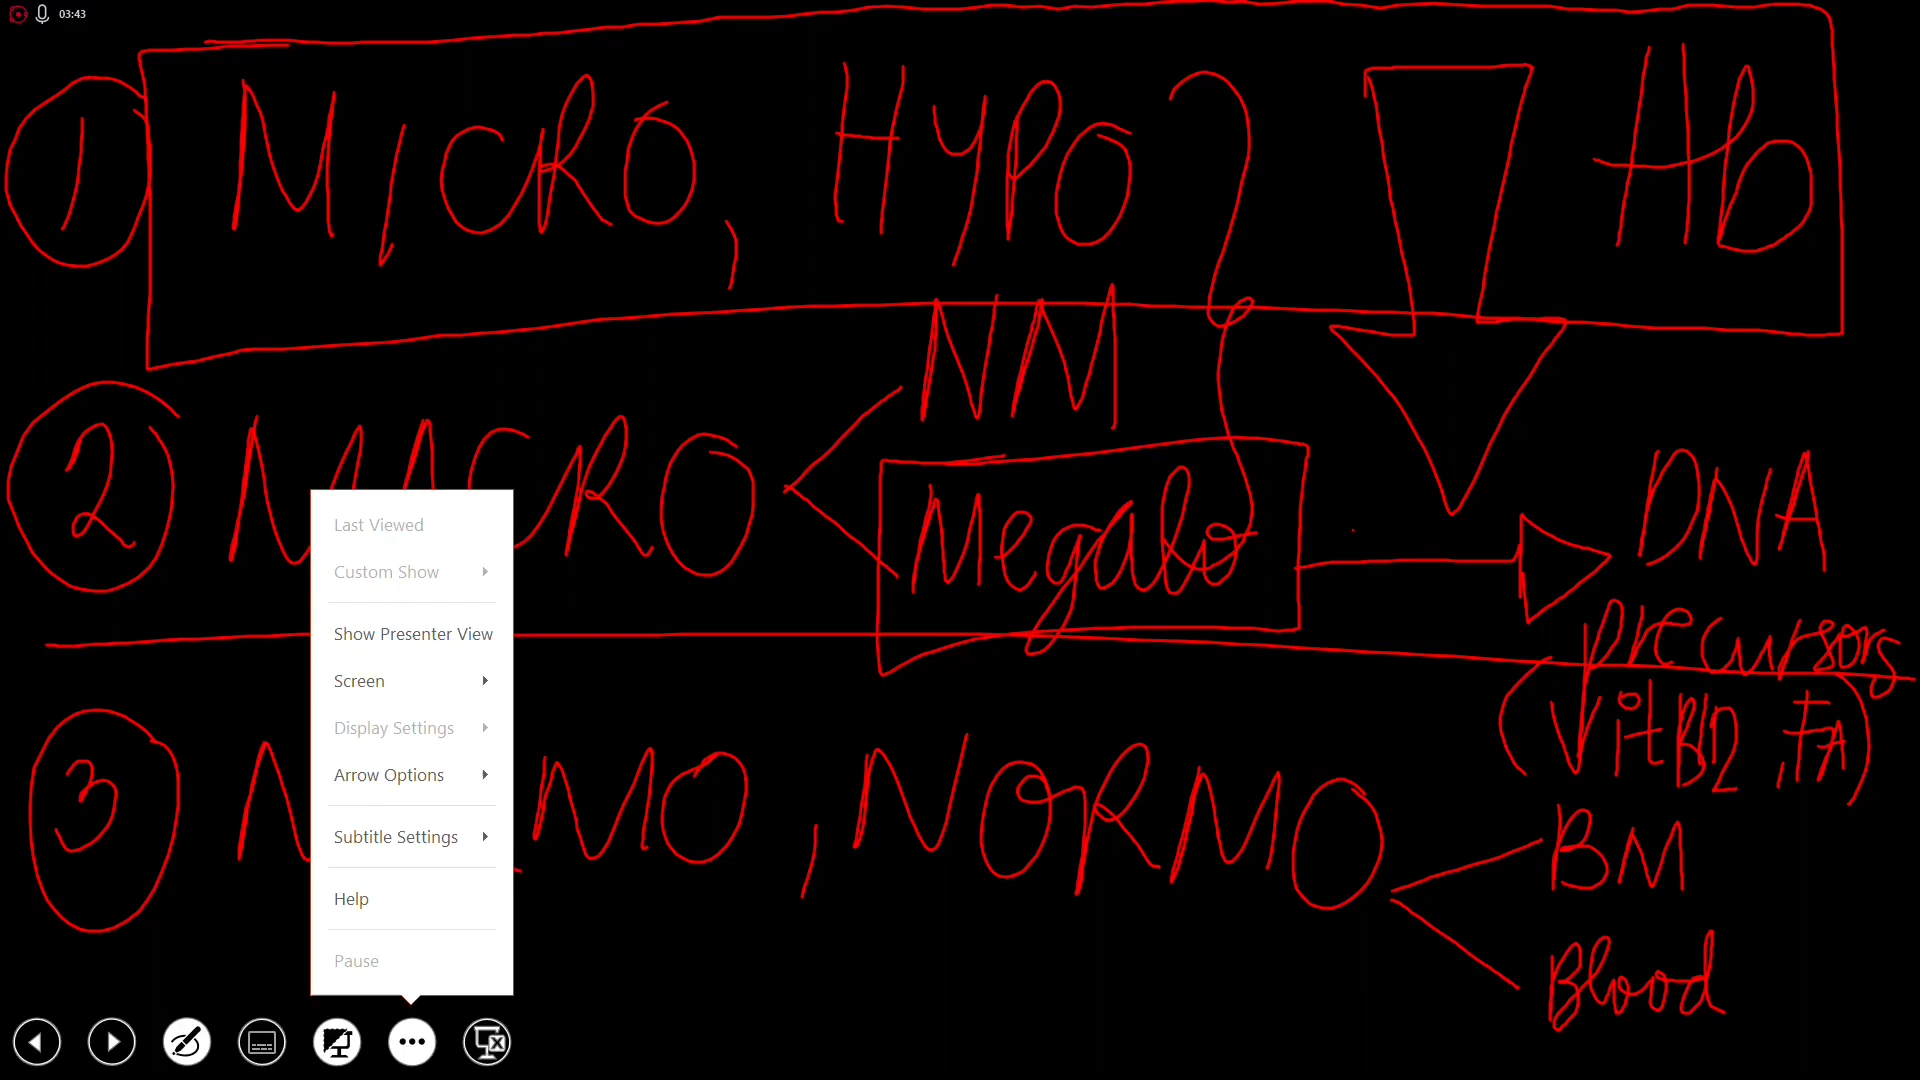 03:43
1 MICRO, HYPO Hb
NM
2 MACRO
Megalo
DNA
precursors
(Vit B12, FA)
3 NORMO, NORMO
BM
Blood
Last Viewed
Custom Show
Show Presenter View
Screen
Display Settings
Arrow Options
Subtitle Settings
Help
Pause